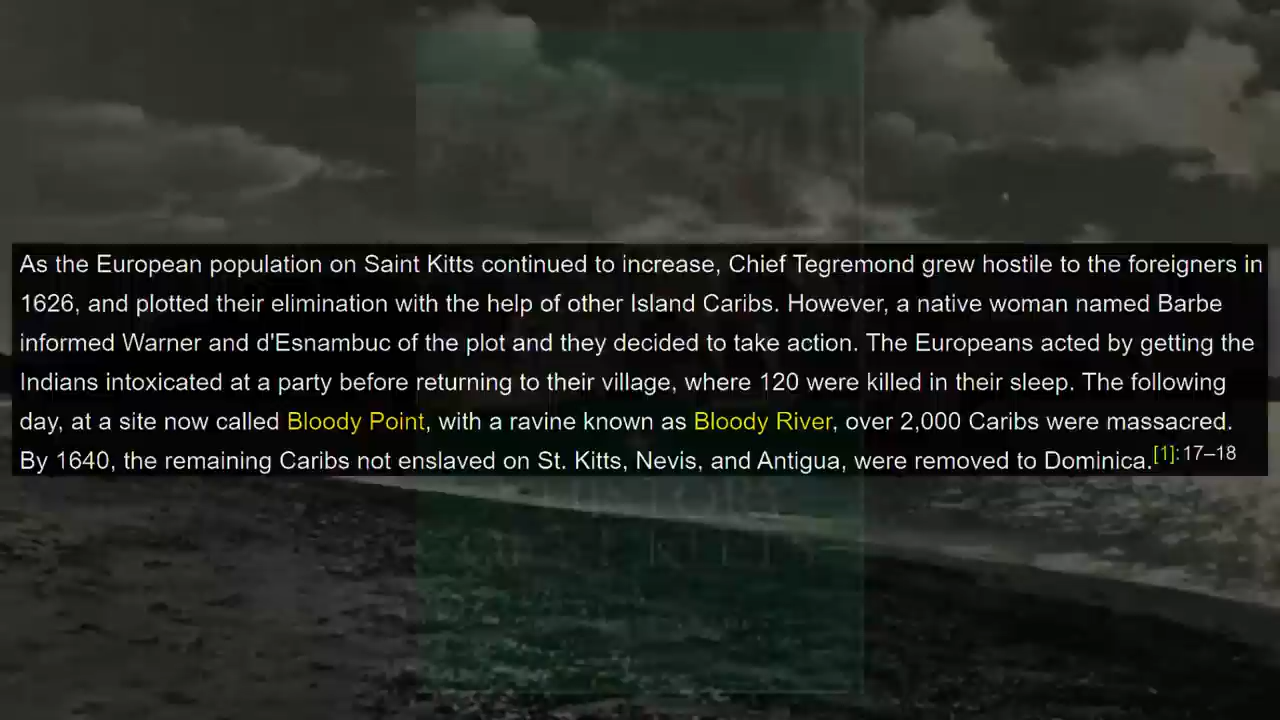 As the European population on Saint Kitts continued to increase, Chief Tegremond grew hostile to the foreigners in
1626, and plotted their elimination with the help of other Island Caribs. However, a native woman named Barbe
informed Warner and d'Esnambuc of the plot and they decided to take action. The Europeans acted by getting the
Indians intoxicated at a party before returning to their village, where 120 were killed in their sleep. The following
day, at a site now called Bloody Point, with a ravine known as Bloody River, over 2,000 Caribs were massacred.
By 1640, the remaining Caribs not enslaved on St. Kitts, Nevis, and Antigua, were removed to Dominica.[1]:17–18
HISTORY